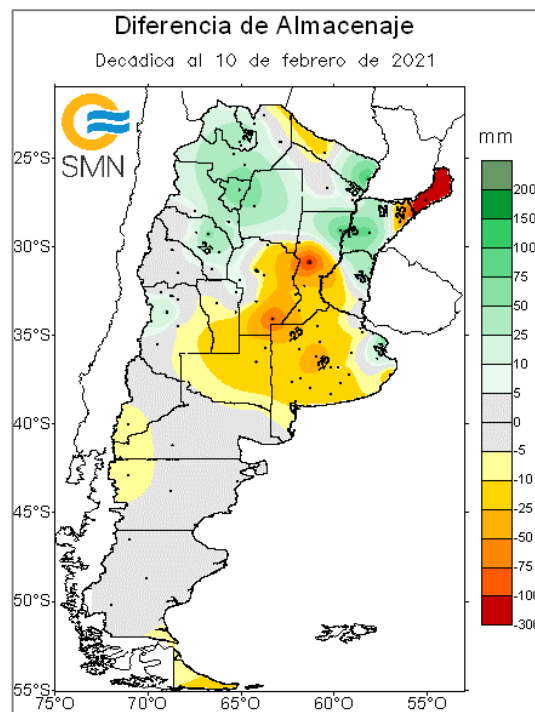 Diferencia de Almacenaje
Decádica al 10 de febrero de 2021
SMN
mm
200
150
100
75
50
25
10
5
0
-5
-10
-25
-50
-75
-100
-300
25°S
30°S
35°S
40°S
45°S
50°S
55°S
75°O
70°O
65°O
60°O
55°O